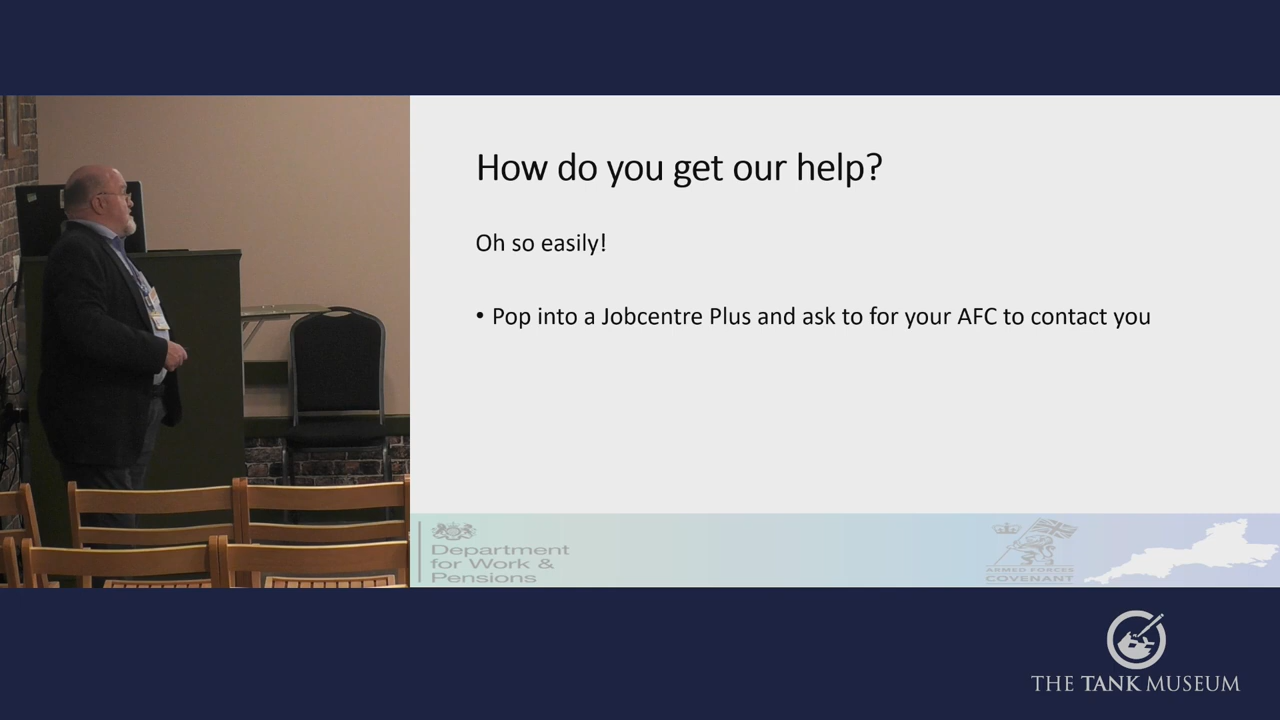 How do you get our help?
Oh so easily!
• Pop into a Jobcentre Plus and ask to for your AFC to contact you
Department
for Work &
Pensions
ARMED FORCES
COVENANT
THE TANK MUSEUM